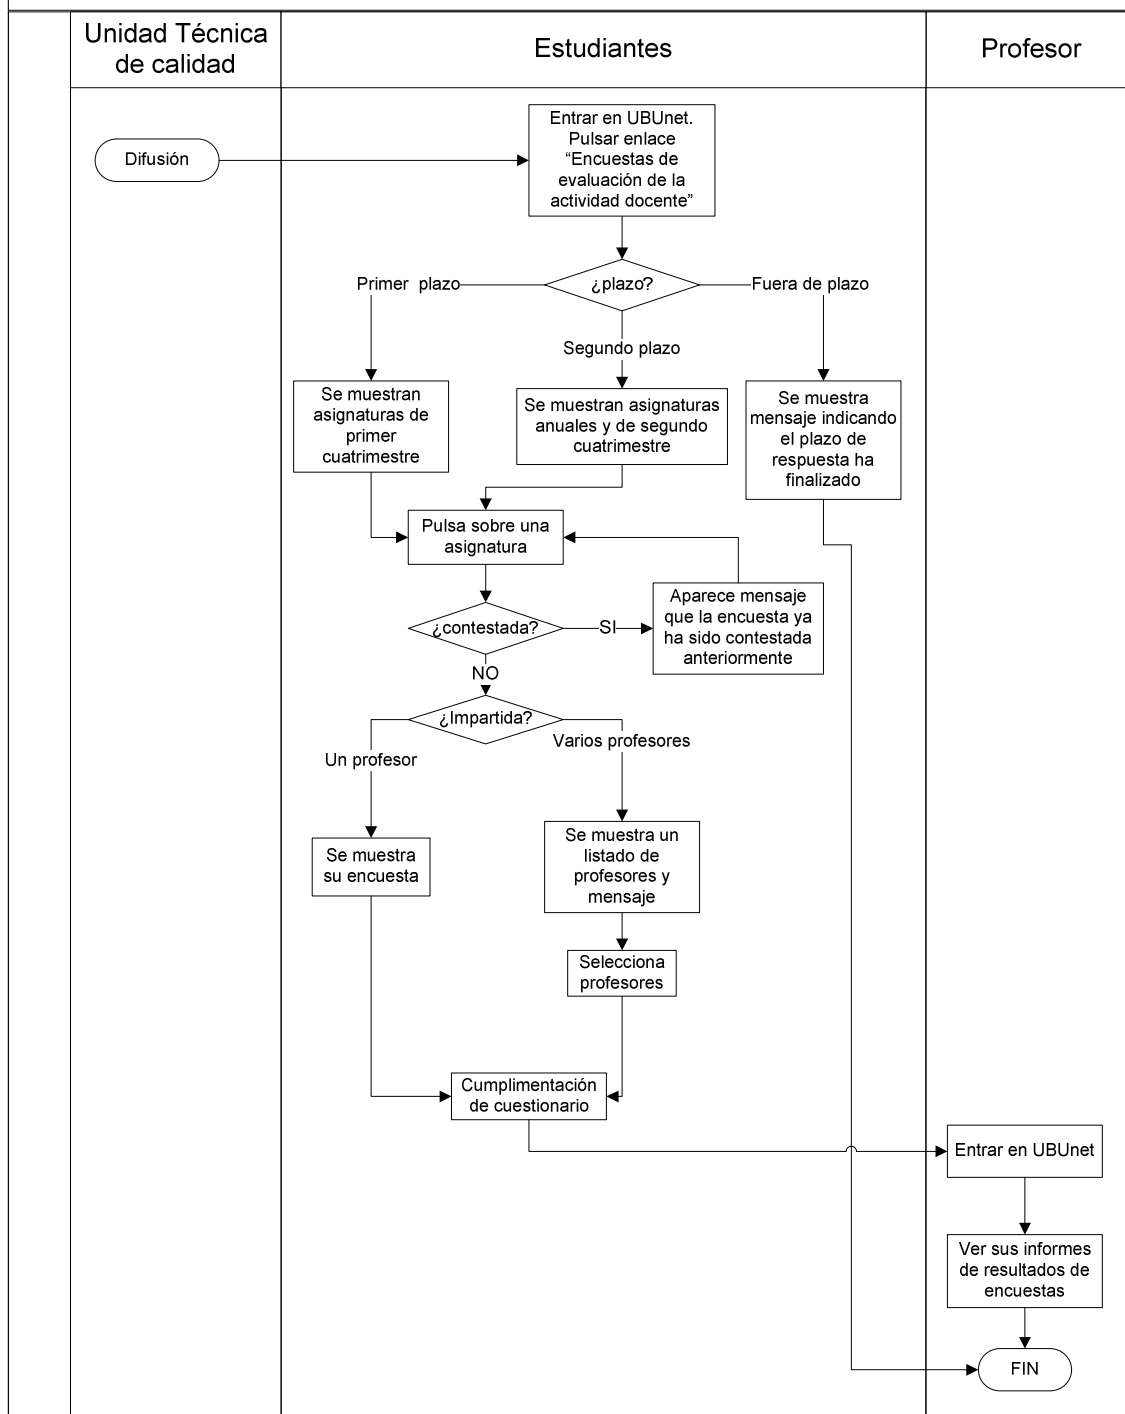 Unidad Técnica
de calidad
Estudiantes
Profesor
Difusión
Entrar en UBUnet.
Pulsar enlace
“Encuestas de
evaluación de la
actividad docente”
¿plazo?
Primer plazo
Fuera de plazo
Segundo plazo
Se muestran
asignaturas de
primer
cuatrimestre
Se muestran asignaturas
anuales y de segundo
cuatrimestre
Se muestra
mensaje indicando
el plazo de
respuesta ha
finalizado
Pulsa sobre una
asignatura
¿contestada?
SI
Aparece mensaje
que la encuesta ya
ha sido contestada
anteriormente
NO
¿Impartida?
Un profesor
Varios profesores
Se muestra
su encuesta
Se muestra un
listado de
profesores y
mensaje
Selecciona
profesores
Cumplimentación
de cuestionario
Entrar en UBUnet
Ver sus informes
de resultados de
encuestas
FIN